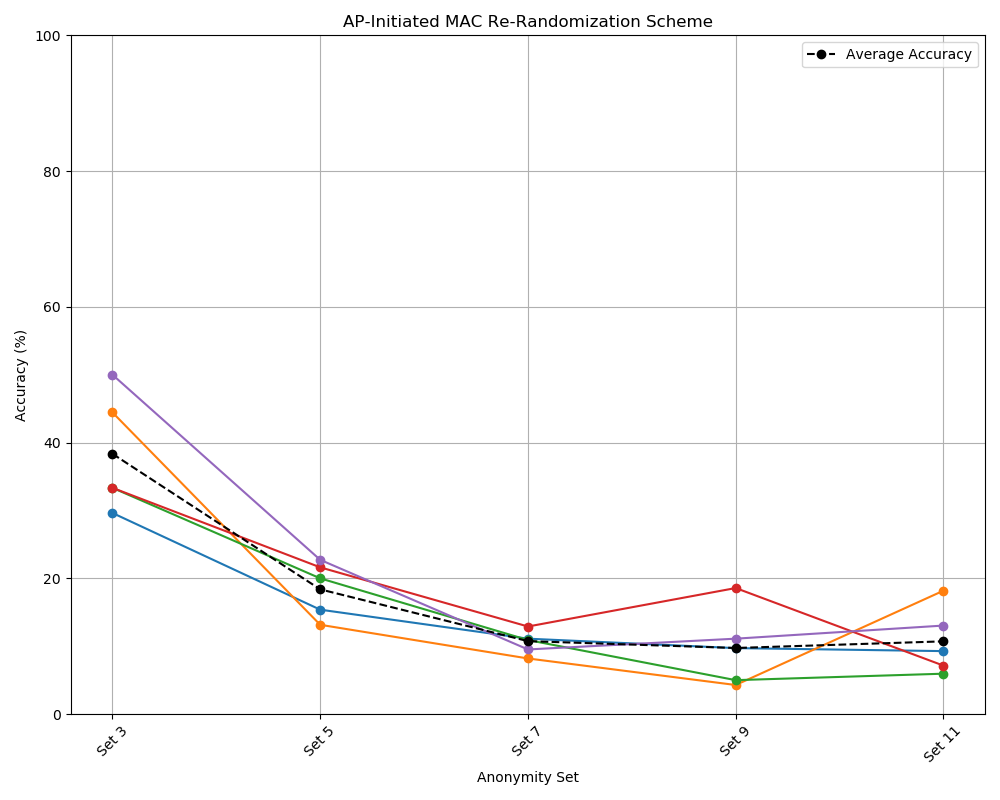 AP-Initiated MAC Re-Randomization Scheme
Average Accuracy
100
80
60
40
20
0
Accuracy (%)
Set 3
Set 5
Set 7
Set 9
Set 11
Anonymity Set